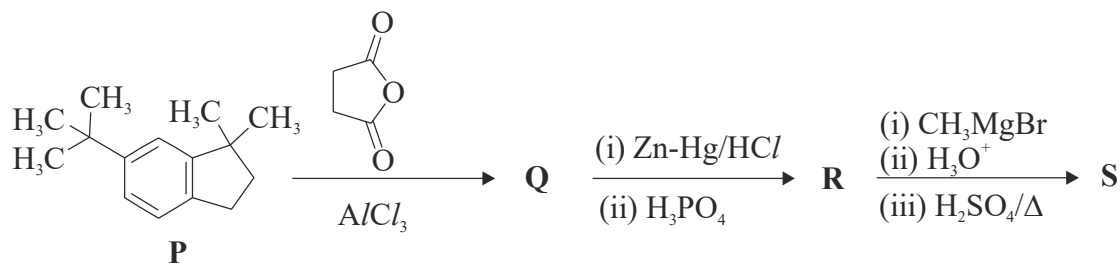 CH₃
H₃C
H₃C
H₃C
CH₃
P
O
O
O
AlCl₃
Q
(i) Zn-Hg/HCl
(ii) H₃PO₄
R
(i) CH₃MgBr
(ii) H₃O⁺
(iii) H₂SO₄/Δ
S